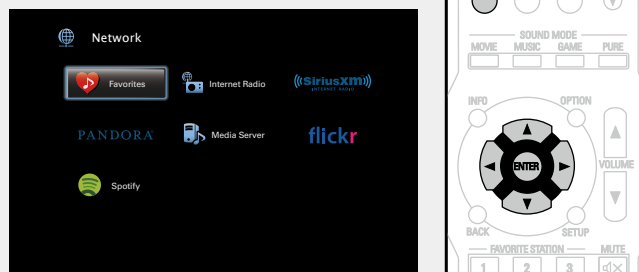 Network
Favorites
Internet Radio
((SiriusXM))
INTERNET RADIO
PANDORA
Media Server
flickr
Spotify
SOUND MODE
MOVIE MUSIC GAME PURE
INFO OPTION
ENTER
VOLUME
BACK SETUP
FAVORITE STATION MUTE
1 2 3